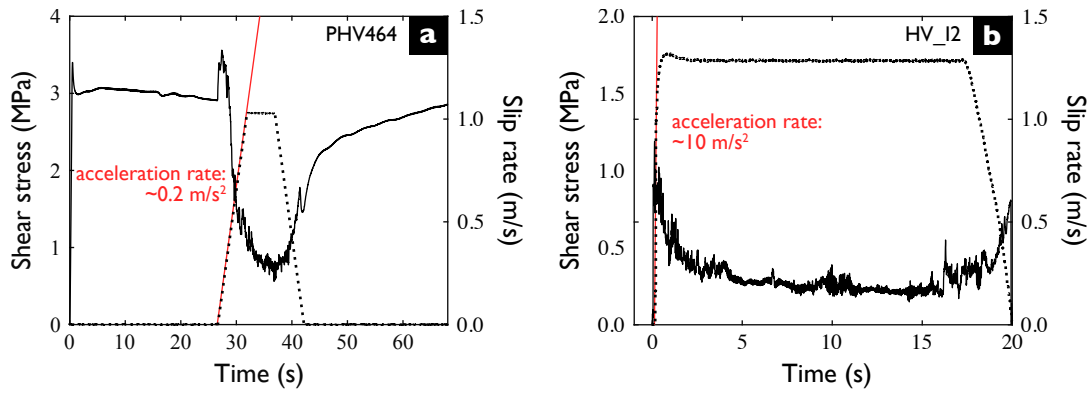 PHV464
a
Shear stress (MPa)
4
3
2
1
0
acceleration rate:
~0.2 m/s²
1.5
1.0
0.5
0.0
Slip rate (m/s)
0 10 20 30 40 50 60
Time (s)
HV_I2
b
Shear stress (MPa)
2.0
1.5
1.0
0.5
0.0
acceleration rate:
~10 m/s²
1.5
1.0
0.5
0.0
Slip rate (m/s)
0 5 10 15 20
Time (s)